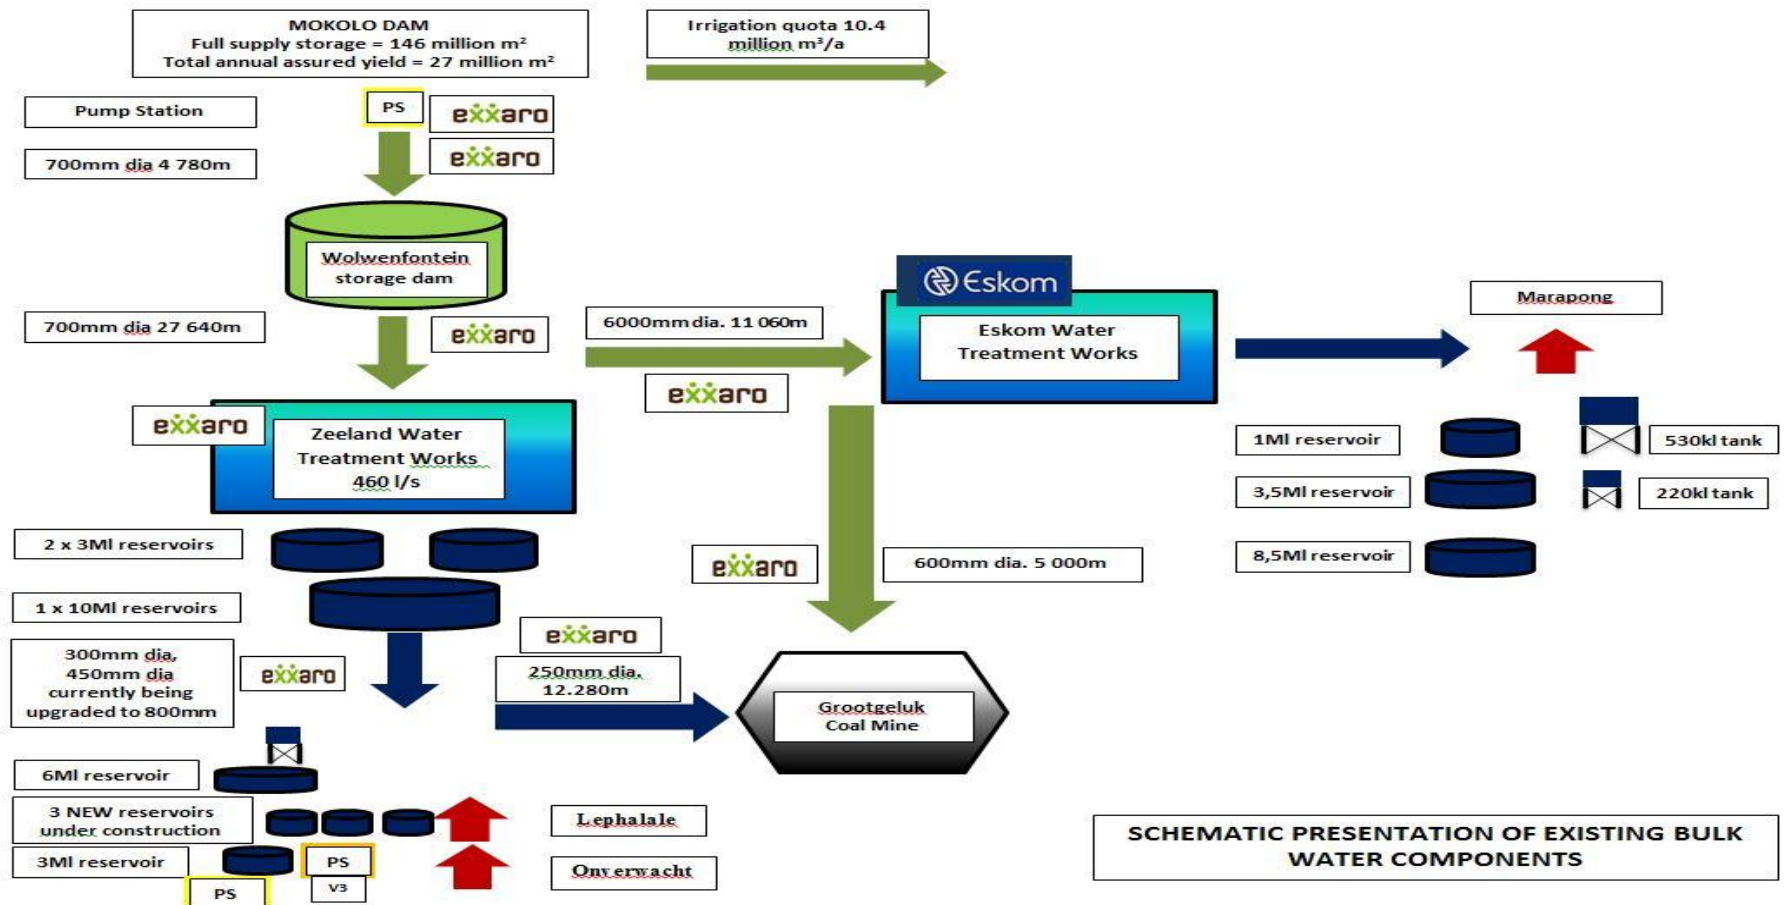 MOKOLO DAM
Full supply storage = 146 million m²
Total annual assured yield = 27 million m²
Irrigation quota 10.4
million m³/a
Pump Station
PS
exxaro
700mm dia 4 780m
exxaro
Wolwenfontein
storage dam
700mm dia 27 640m
exxaro
6000mm dia. 11 060m
exxaro
Eskom
Eskom Water
Treatment Works
Marapong
exxaro
Zeeland Water
Treatment Works
460 l/s
1Ml reservoir
530kl tank
3,5Ml reservoir
220kl tank
8,5Ml reservoir
2 x 3Ml reservoirs
exxaro
600mm dia. 5 000m
1 x 10Ml reservoirs
300mm dia,
450mm dia
currently being
upgraded to 800mm
exxaro
exxaro
250mm dia.
12.280m
Grootgeluk
Coal Mine
6Ml reservoir
3 NEW reservoirs
under construction
Lephalale
3Ml reservoir
PS
V3
PS
Onverwacht
SCHEMATIC PRESENTATION OF EXISTING BULK
WATER COMPONENTS